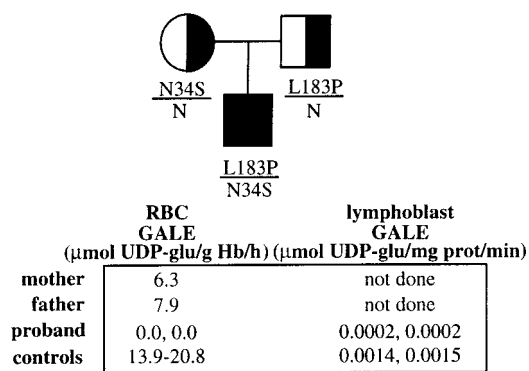 N34S
N
L183P
N
L183P
N34S
RBC lymphoblast
GALE GALE
(µmol UDP-glu/g Hb/h) (µmol UDP-glu/mg prot/min)
mother 6.3 not done
father 7.9 not done
proband 0.0, 0.0 0.0002, 0.0002
controls 13.9-20.8 0.0014, 0.0015